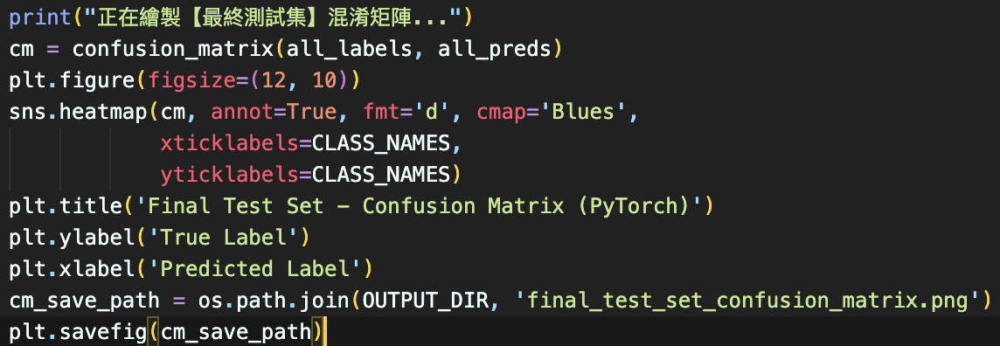 print("正在繪製【最終測試集】混淆矩陣...")
cm = confusion_matrix(all_labels, all_preds)
plt.figure(figsize=(12, 10))
sns.heatmap(cm, annot=True, fmt='d', cmap='Blues',
            xticklabels=CLASS_NAMES,
            yticklabels=CLASS_NAMES)
plt.title('Final Test Set - Confusion Matrix (PyTorch)')
plt.ylabel('True Label')
plt.xlabel('Predicted Label')
cm_save_path = os.path.join(OUTPUT_DIR, 'final_test_set_confusion_matrix.png')
plt.savefig(cm_save_path)